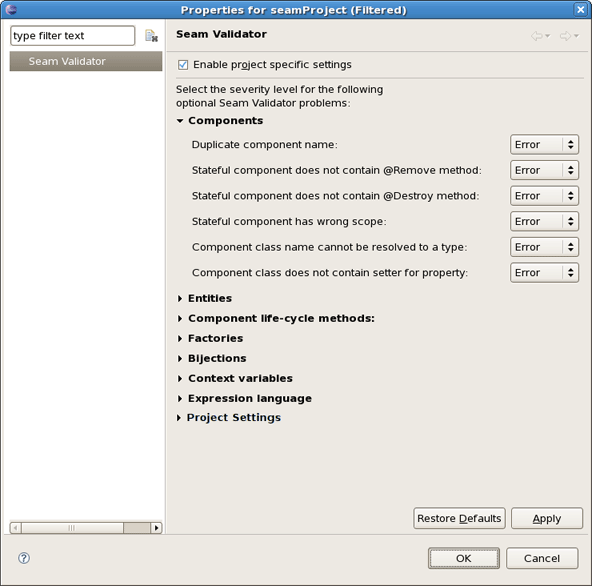 Properties for seamProject (Filtered)
type filter text
Seam Validator
Seam Validator
Enable project specific settings
Select the severity level for the following
optional Seam Validator problems:
Components
Duplicate component name: Error
Stateful component does not contain @Remove method: Error
Stateful component does not contain @Destroy method: Error
Stateful component has wrong scope: Error
Component class name cannot be resolved to a type: Error
Component class does not contain setter for property: Error
Entities
Component life-cycle methods:
Factories
Bijections
Context variables
Expression language
Project Settings
Restore Defaults Apply
OK Cancel